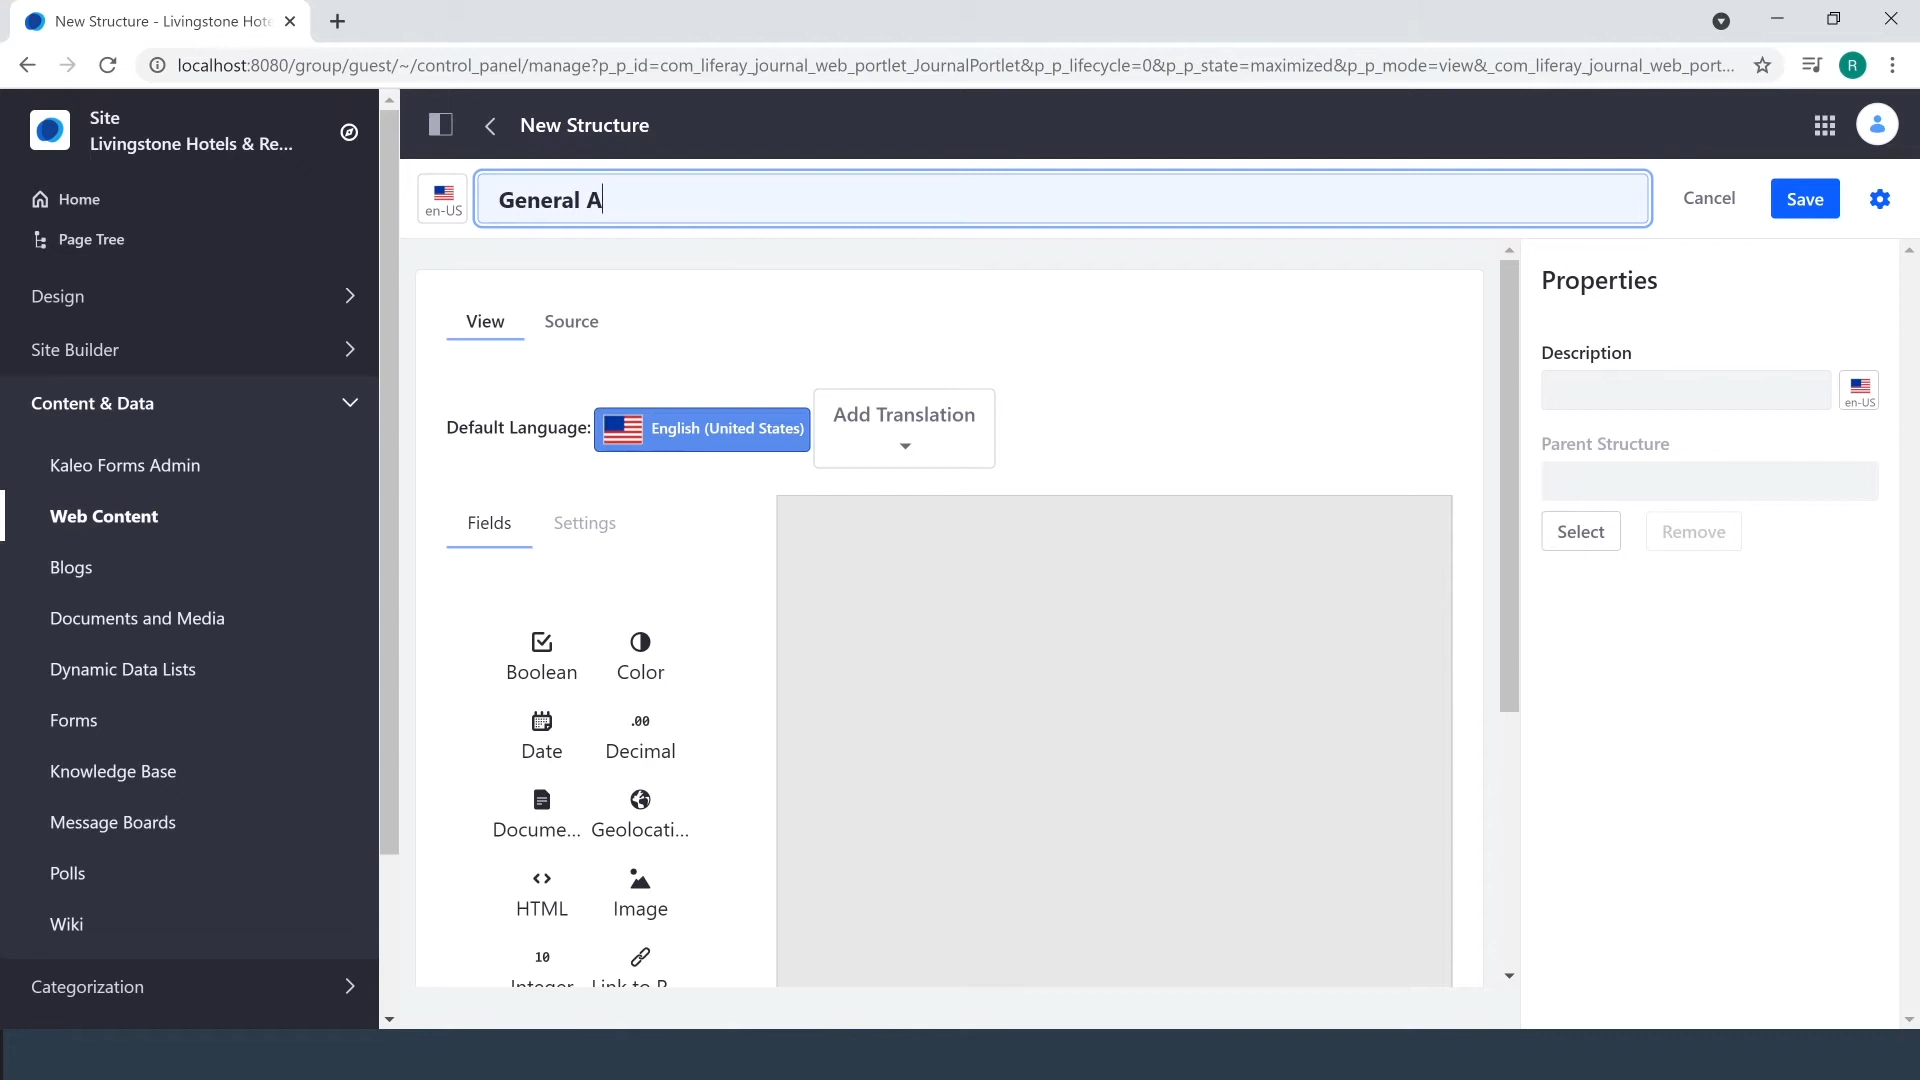 New Structure - Livingstone Hote
localhost:8080/group/guest/~/control_panel/manage?p_p_id=com_liferay_journal_web_portlet_JournalPortlet&p_p_lifecycle=0&p_p_state=maximized&p_p_mode=view&_com_liferay_journal_web_port...
R
Site
Livingstone Hotels & Re...
Home
Page Tree
Design
Site Builder
Content & Data
Kaleo Forms Admin
Web Content
Blogs
Documents and Media
Dynamic Data Lists
Forms
Knowledge Base
Message Boards
Polls
Wiki
Categorization
New Structure
en-US
General A
Cancel
Save
View
Source
Default Language:
English (United States)
Add Translation
Fields
Settings
Boolean
Color
Date
.00
Decimal
Docume...
Geolocati...
HTML
Image
10
Integer
Link to P...
Properties
Description
en-US
Parent Structure
Select
Remove